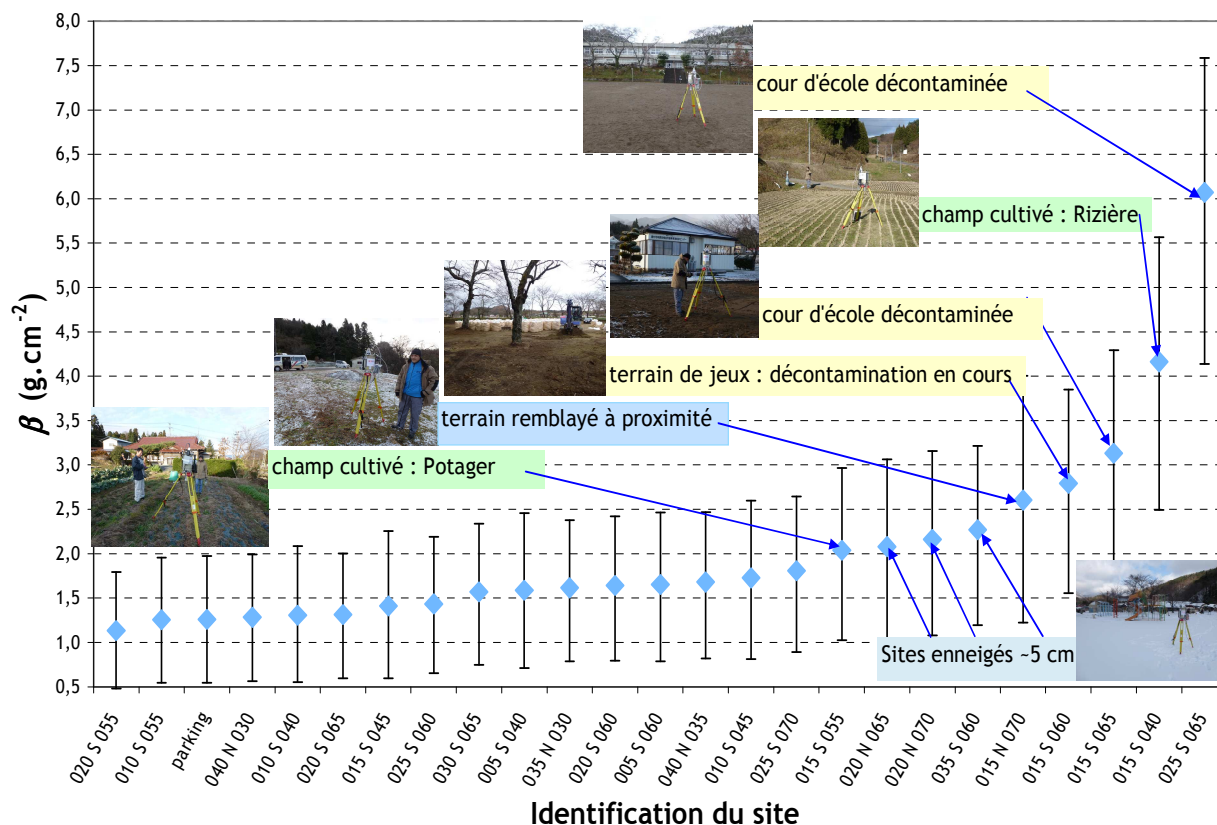 8,0
7,5
7,0
6,5
6,0
5,5
5,0
4,5
4,0
3,5
3,0
2,5
2,0
1,5
1,0
0,5
β (g.cm⁻²)
cour d'école décontaminée
champ cultivé : Rizière
cour d'école décontaminée
terrain de jeux : décontamination en cours
terrain remblayé à proximité
champ cultivé : Potager
Sites enneigés ~5 cm
020 S 055
010 S 055
parking
040 N 030
010 S 040
020 S 065
015 S 045
025 S 060
030 S 065
005 S 040
035 N 030
020 S 060
005 S 060
040 N 035
010 S 045
025 S 070
015 S 055
020 N 065
020 N 070
035 S 060
015 N 070
015 S 060
015 S 065
015 S 040
025 S 065
Identification du site